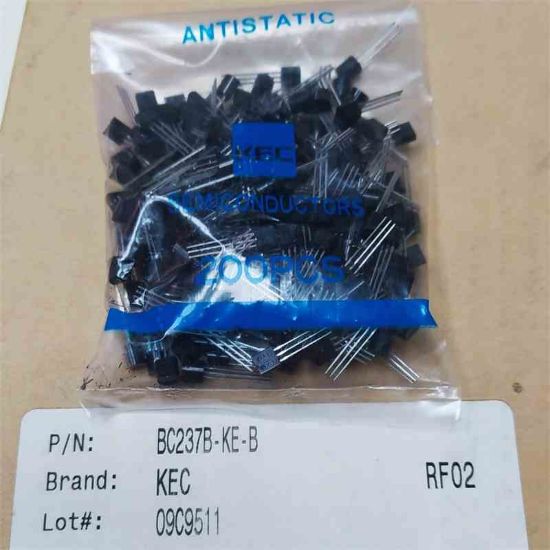 ANTISTATIC
KEC
SEMICONDUCTORS
200PCS
P/N: BC237B-KE-B
Brand: KEC RF02
Lot#: 09C9511